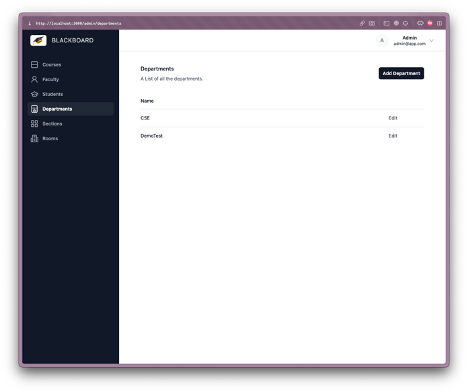 http://localhost:3000/admin/departments
BLACKBOARD
A
Admin
admin@app.com
Courses
Faculty
Students
Departments
Sections
Rooms
Departments
A List of all the departments.
Add Department
Name
CSE
Edit
DemoTest
Edit